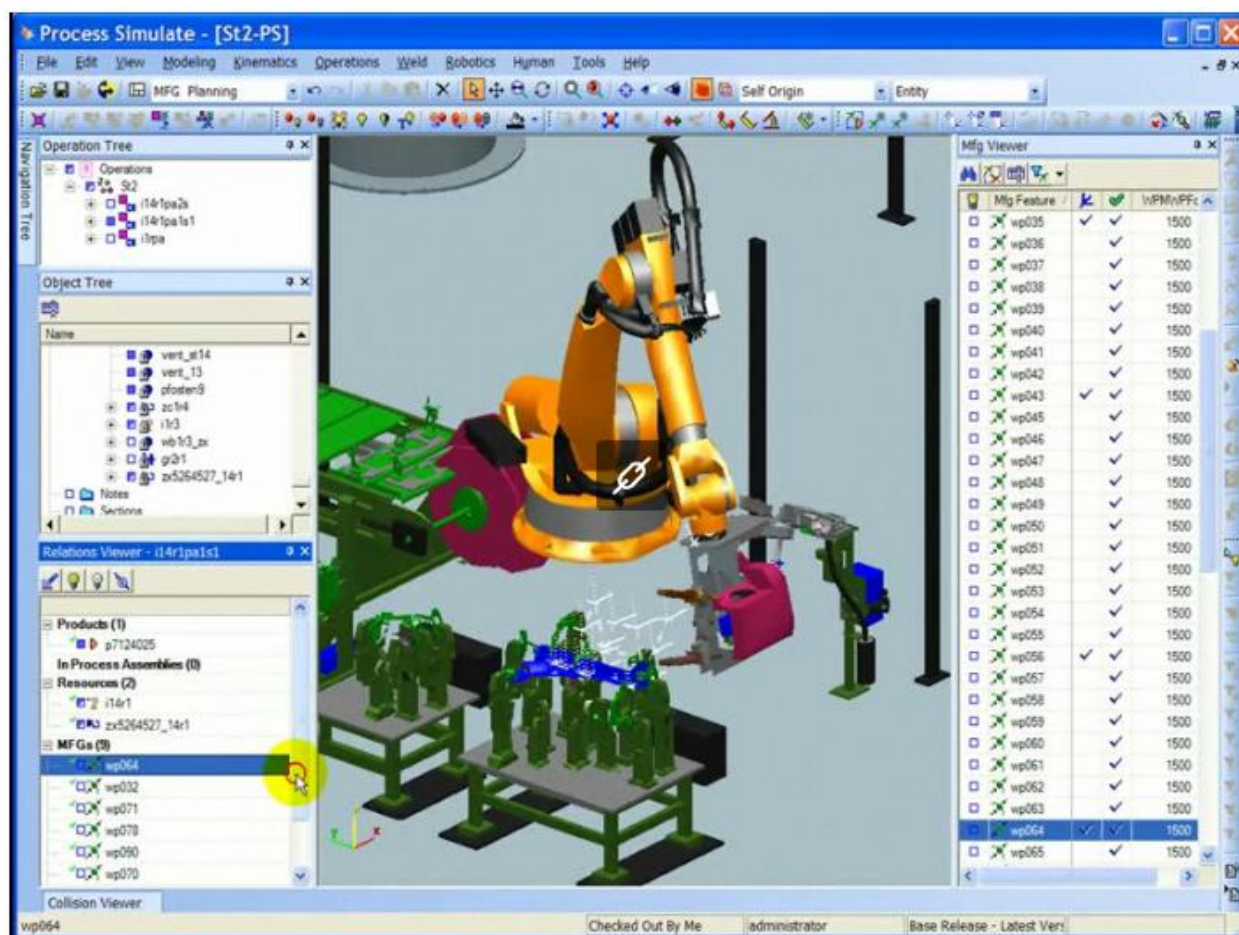 Process Simulate - [St2-PS]
File Edit View Modeling Kinematics Operations Weld Robotics Human Tools Help
MFG Planning Self Origin Entity
Navigation Tree
Operation Tree
Operations
St2
i14r1pa2s
i14r1pa1s1
i1rpa
Object Tree
Name
vent_st14
vent_13
pfosten9
zc1r4
i1r3
wb1r3_zx
gr2r1
zx5264527_14r1
Notes
Sections
Relations Viewer - i14r1pa1s1
Products (1)
p7124025
In Process Assemblies (0)
Resources (2)
i14r1
zx5264527_14r1
MFGs (9)
wp064
wp032
wp071
wp078
wp090
wp070
Y X
Mfg Viewer
Mfg Feature
wp035 1500
wp036 1500
wp037 1500
wp038 1500
wp039 1500
wp040 1500
wp041 1500
wp042 1500
wp043 1500
wp045 1500
wp046 1500
wp047 1500
wp048 1500
wp049 1500
wp050 1500
wp051 1500
wp052 1500
wp053 1500
wp054 1500
wp055 1500
wp056 1500
wp057 1500
wp058 1500
wp059 1500
wp060 1500
wp061 1500
wp062 1500
wp063 1500
wp064 1500
wp065 1500
Collision Viewer
wp064 Checked Out By Me administrator Base Release - Latest Vers